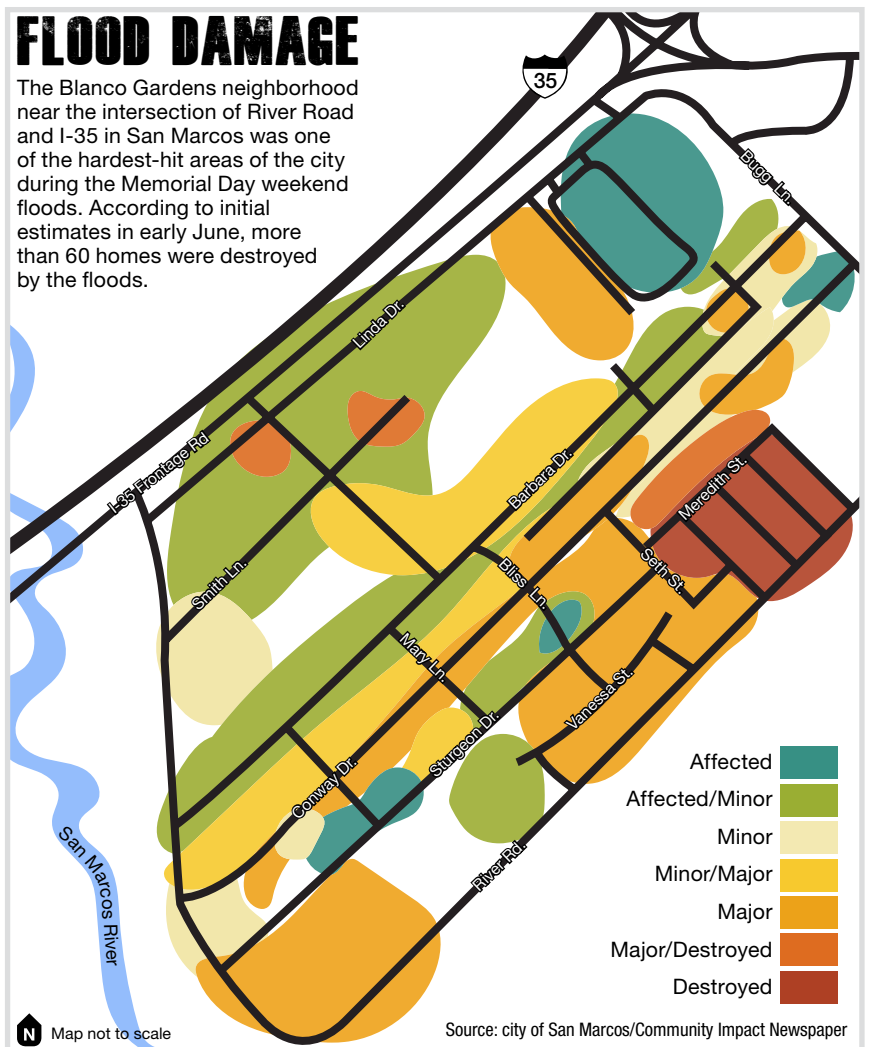 FLOOD DAMAGE
The Blanco Gardens neighborhood
near the intersection of River Road
and I-35 in San Marcos was one
of the hardest-hit areas of the city
during the Memorial Day weekend
floods. According to initial
estimates in early June, more
than 60 homes were destroyed
by the floods.
35
Bugg Ln.
Linda Dr.
I-35 Frontage Rd
Barbara Dr.
Meredith St.
Smith Ln.
Bliss Ln.
Seth St.
Mary Ln.
Vanessa St.
Sturgeon Dr.
Conway Dr.
River Rd.
San Marcos River
Affected
Affected/Minor
Minor
Minor/Major
Major
Major/Destroyed
Destroyed
N
Map not to scale
Source: city of San Marcos/Community Impact Newspaper